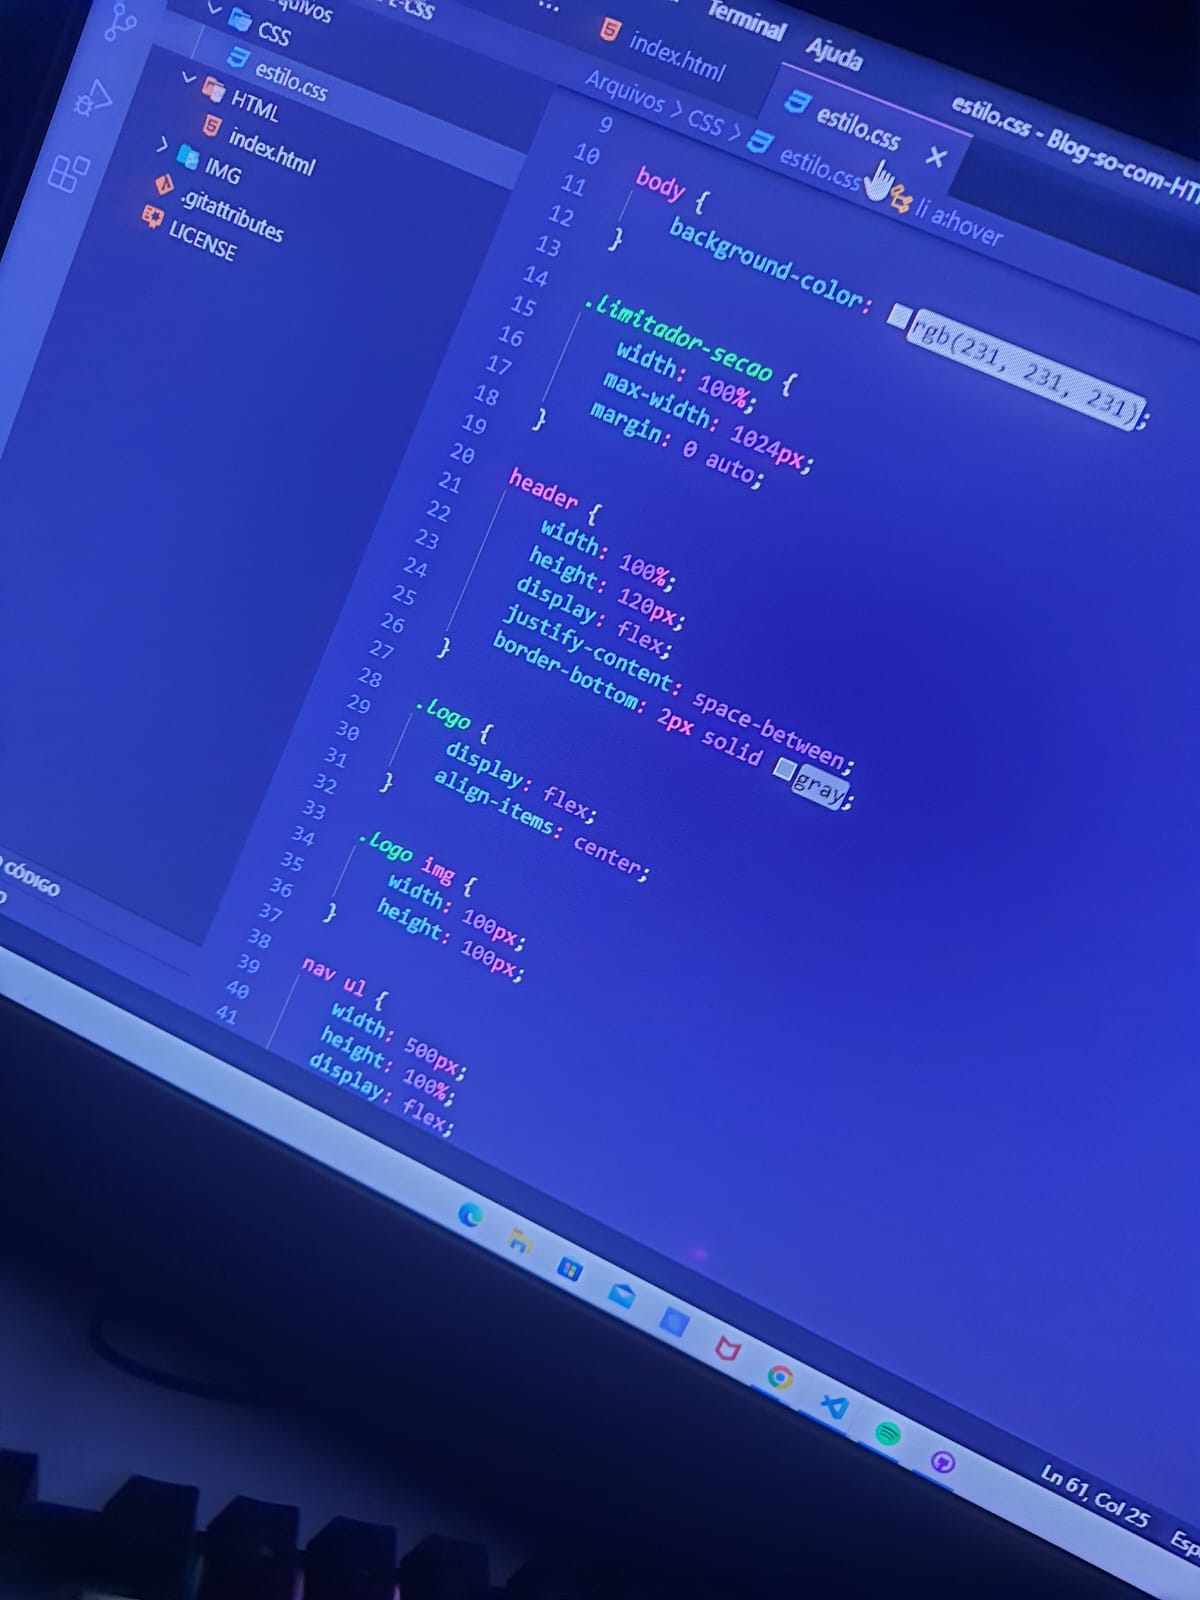 Terminal Ajuda
estilo.css - Blog-so-com-HT
CSS
estilo.css
HTML
index.html
IMG
.gitattributes
LICENSE
CÓDIGO
index.html
estilo.css
Arquivos > CSS > estilo.css li a:hover
9
10
11 body {
12 background-color: rgb(231, 231, 231);
13 }
14
15 .limitador-secao {
16 width: 100%;
17 max-width: 1024px;
18 margin: 0 auto;
19 }
20
21 header {
22 width: 100%;
23 height: 120px;
24 display: flex;
25 justify-content: space-between;
26 border-bottom: 2px solid gray;
27 }
28
29 .logo {
30 display: flex;
31 align-items: center;
32 }
33
34 .logo img {
35 width: 100px;
36 height: 100px;
37 }
38
39 nav ul {
40 width: 500px;
41 height: 100%;
display: flex;
Ln 61, Col 25